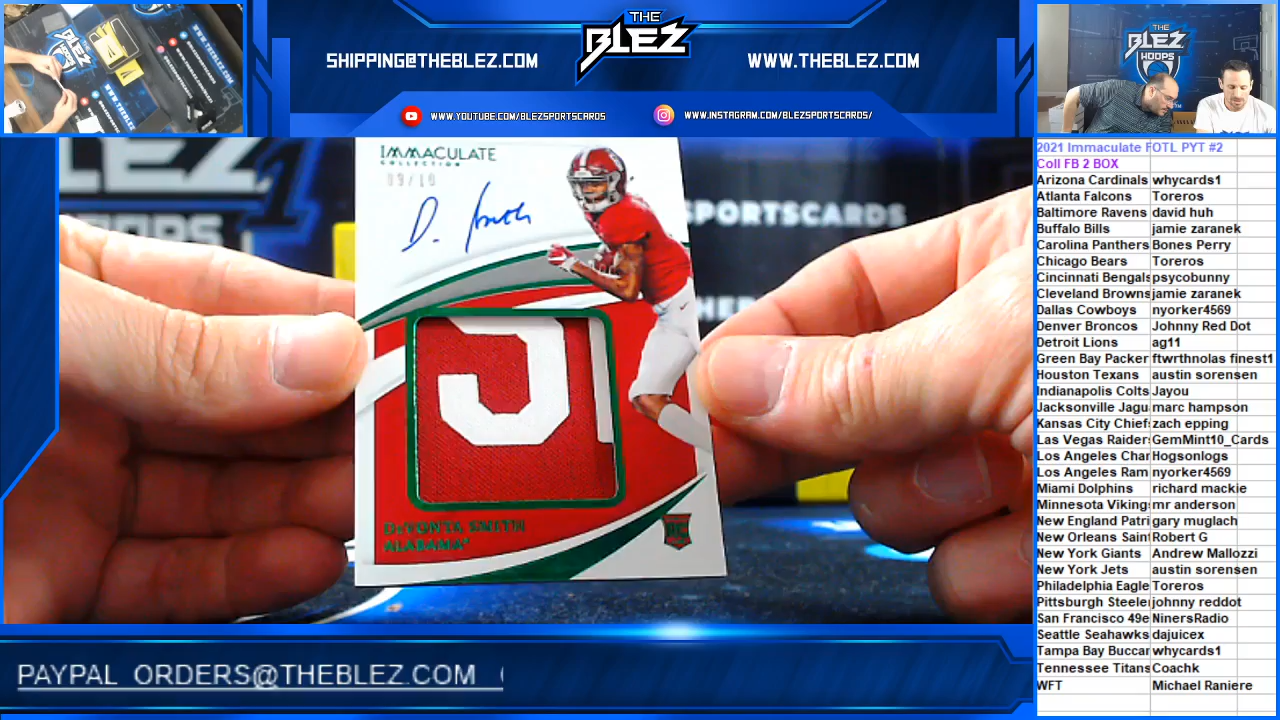 THE
BLEZ
SHIPPING@THEBLEZ.COM
WWW.THEBLEZ.COM
WWW.YOUTUBE.COM/BLEZSPORTSCARDS
WWW.INSTAGRAM.COM/BLEZSPORTSCARDS/
THE
BLEZ
HOOPS
BLEZ
SPORTSCARDS
IMMACULATE
COLLECTION
09/10
D. Smith
DeVONTA SMITH
ALABAMA
RC
2021 Immaculate FOTL PYT #2
Coll FB 2 BOX
Arizona Cardinals whycards1
Atlanta Falcons Toreros
Baltimore Ravens david huh
Buffalo Bills jamie zaranek
Carolina Panthers Bones Perry
Chicago Bears Toreros
Cincinnati Bengals psycobunny
Cleveland Browns jamie zaranek
Dallas Cowboys nyorker4569
Denver Broncos Johnny Red Dot
Detroit Lions ag11
Green Bay Packer ftwrthnolas finest1
Houston Texans austin sorensen
Indianapolis Colts Jayou
Jacksonville Jagu marc hampson
Kansas City Chief zach epping
Las Vegas Raider GemMint10_Cards
Los Angeles Char Hogsonlogs
Los Angeles Ram nyorker4569
Miami Dolphins richard mackie
Minnesota Viking mr anderson
New England Patri gary muglach
New Orleans Saint Robert G
New York Giants Andrew Mallozzi
New York Jets austin sorensen
Philadelphia Eagle Toreros
Pittsburgh Steele johnny reddot
San Francisco 49e NinersRadio
Seattle Seahawks dajuicex
Tampa Bay Buccar whycards1
Tennessee Titans Coachk
WFT Michael Raniere
PAYPAL ORDERS@THEBLEZ.COM (